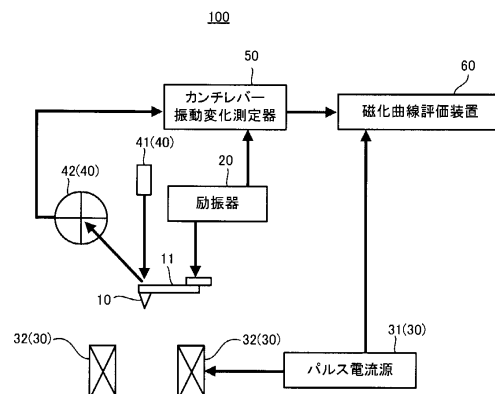 100
50
カンチレバー
振動変化測定器
60
磁化曲線評価装置
41(40)
42(40)
20
励振器
11
10
32(30)
32(30)
31(30)
パルス電流源